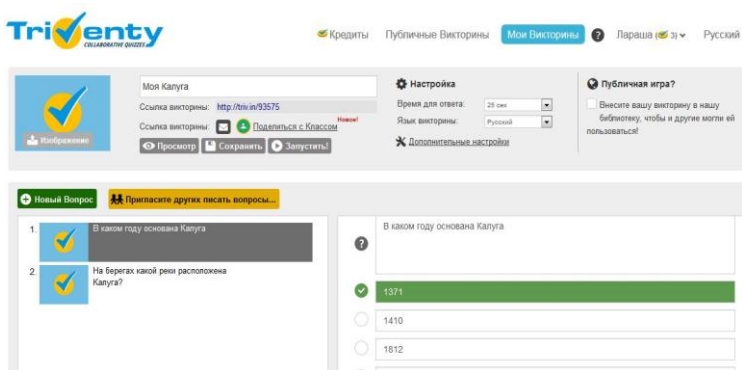 Triventy
COLLABORATIVE QUIZZES
Кредиты Публичные Викторины Мои Викторины ? Лараша ( 3) Русский
Моя Калуга
Ссылка викторины: http://triv.in/93575
Ссылка викторины: Поделиться с Классом Новое!
Изображение
Просмотр Сохранить Запустить!
Настройка
Время для ответа: 25 сек
Язык викторины: Русский
Дополнительные настройки
Публичная игра?
Внесите вашу викторину в нашу
библиотеку, чтобы и другие могли ей
пользоваться!
Новый Вопрос Пригласите других писать вопросы...
1. В каком году основана Калуга
2. На берегах какой реки расположена
Калуга?
? В каком году основана Калуга
1371
1410
1812